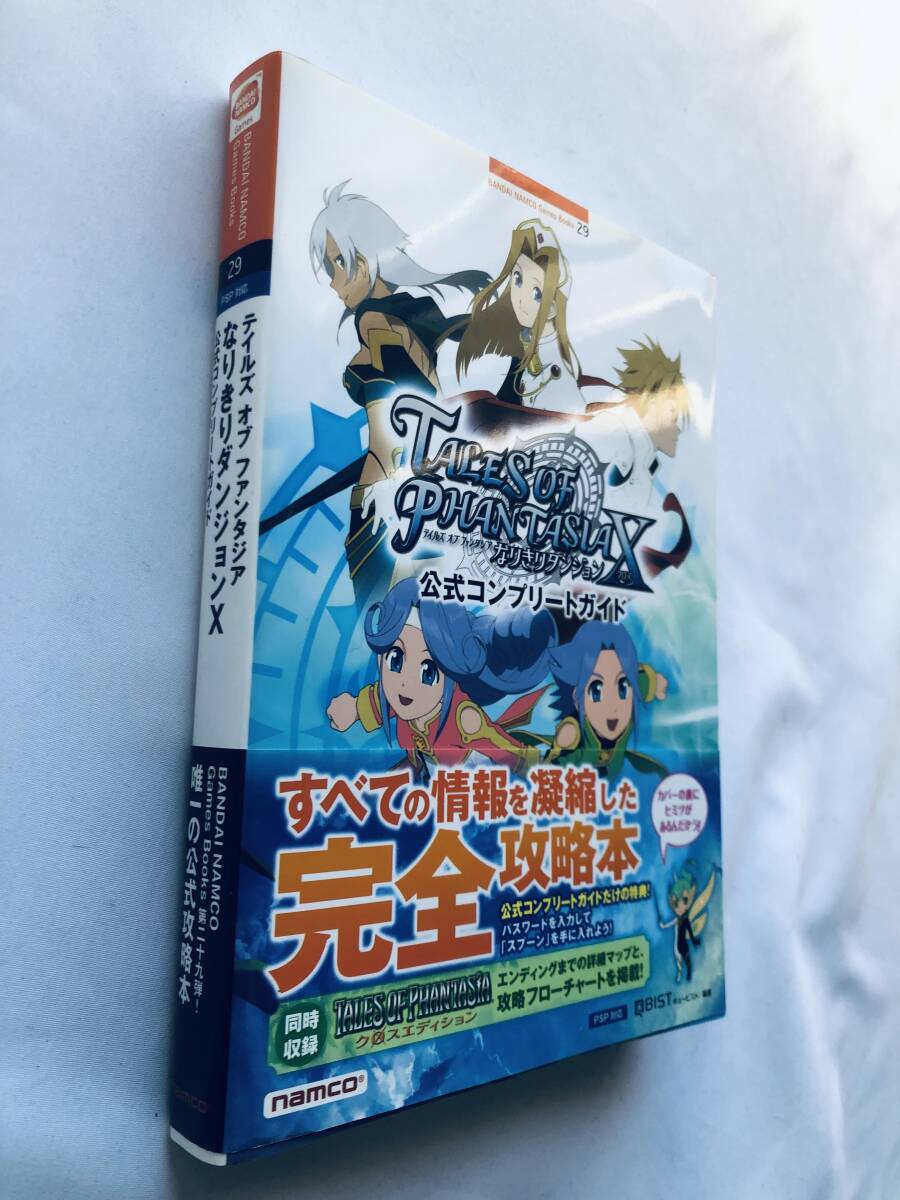 BANDAI
NAMCO
Games
BANDAI NAMCO
Games Books
29
PSP 対応
テイルズ オブ ファンタジア
なりきりダンジョンX
公式コンプリートガイド
BANDAI NAMCO
Games Books 第二十九弾!
唯一の公式攻略本
namco
BANDAI NAMCO Games Books 29
TALES OF
PHANTASIA X
テイルズ オブ ファンタジア
なりきりダンジョン
公式コンプリートガイド
すべての情報を凝縮した
完全攻略本
カバーの裏に
ヒミツが
あるんだかう!
公式コンプリートガイドだけの特典!
パスワードを入力して
「スプーン」を手に入れよう!
同時
収録
TALES OF PHANTASIA
クロスエディション
エンディングまでの詳細マップと、
攻略フローチャートを掲載!
PSP 対応
QBIST キュービスト 編著
namco®